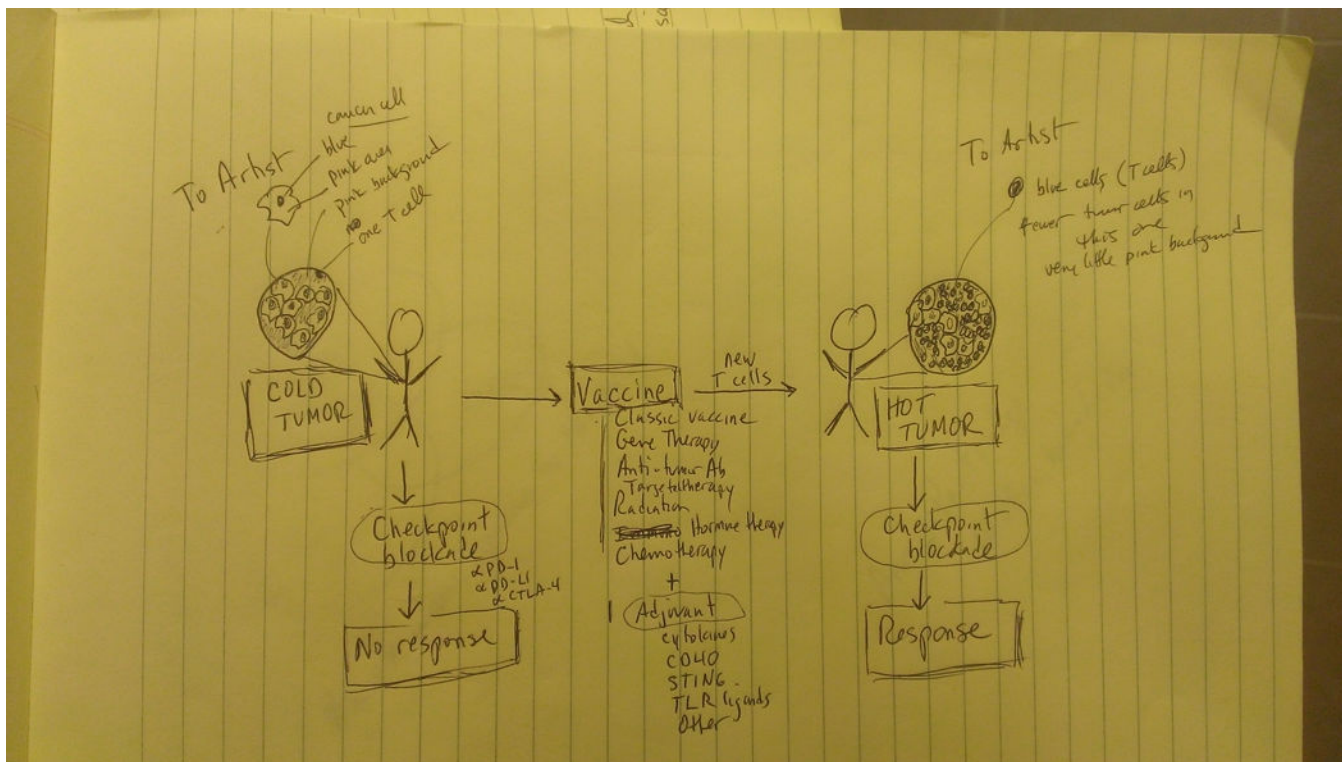 To Artist
cancer cell
blue
pink area
pink background
one T cell
COLD
TUMOR
Checkpoint
blockade
αPD-1
αPD-L1
αCTLA-4
No response
Vaccine
Classic vaccine
Gene Therapy
Anti-tumor Ab
Targeted therapy
Radiation
Hormone therapy
Chemotherapy
+
Adjuvant
cytokines
CD40
STING
TLR ligands
Other
new
T cells
To Artist
blue cells (T cells)
fewer tumor cells in
this one
very little pink background
HOT
TUMOR
Checkpoint
blockade
Response